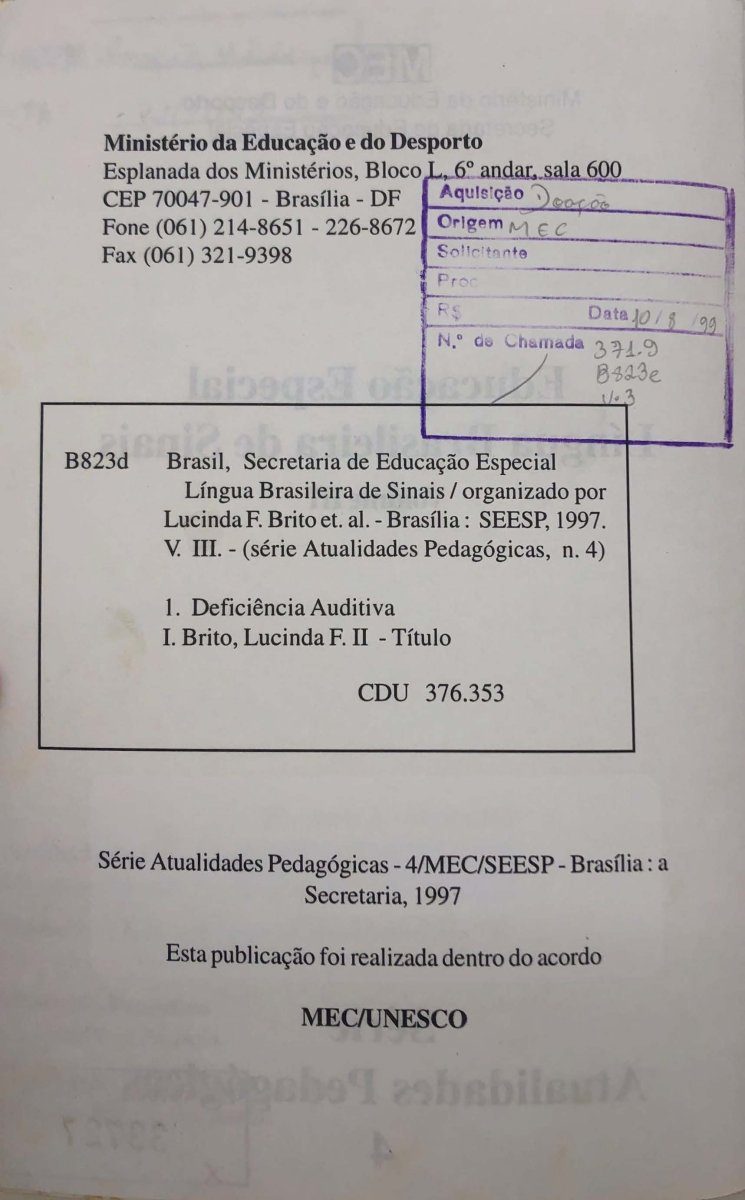 Ministério da Educação e do Desporto
Esplanada dos Ministérios, Bloco L, 6º andar, sala 600
CEP 70047-901 - Brasília - DF
Fone (061) 214-8651 - 226-8672
Fax (061) 321-9398
Aquisição Doação
Origem MEC
Solicitante
Proc
R$ Data 10/8/99
N.º de Chamada 371.9
B823e
V.3
B823d Brasil, Secretaria de Educação Especial
Língua Brasileira de Sinais / organizado por
Lucinda F. Brito et. al. - Brasília : SEESP, 1997.
V. III. - (série Atualidades Pedagógicas, n. 4)
1. Deficiência Auditiva
I. Brito, Lucinda F. II - Título
CDU 376.353
Série Atualidades Pedagógicas - 4/MEC/SEESP - Brasília : a
Secretaria, 1997
Esta publicação foi realizada dentro do acordo
MEC/UNESCO